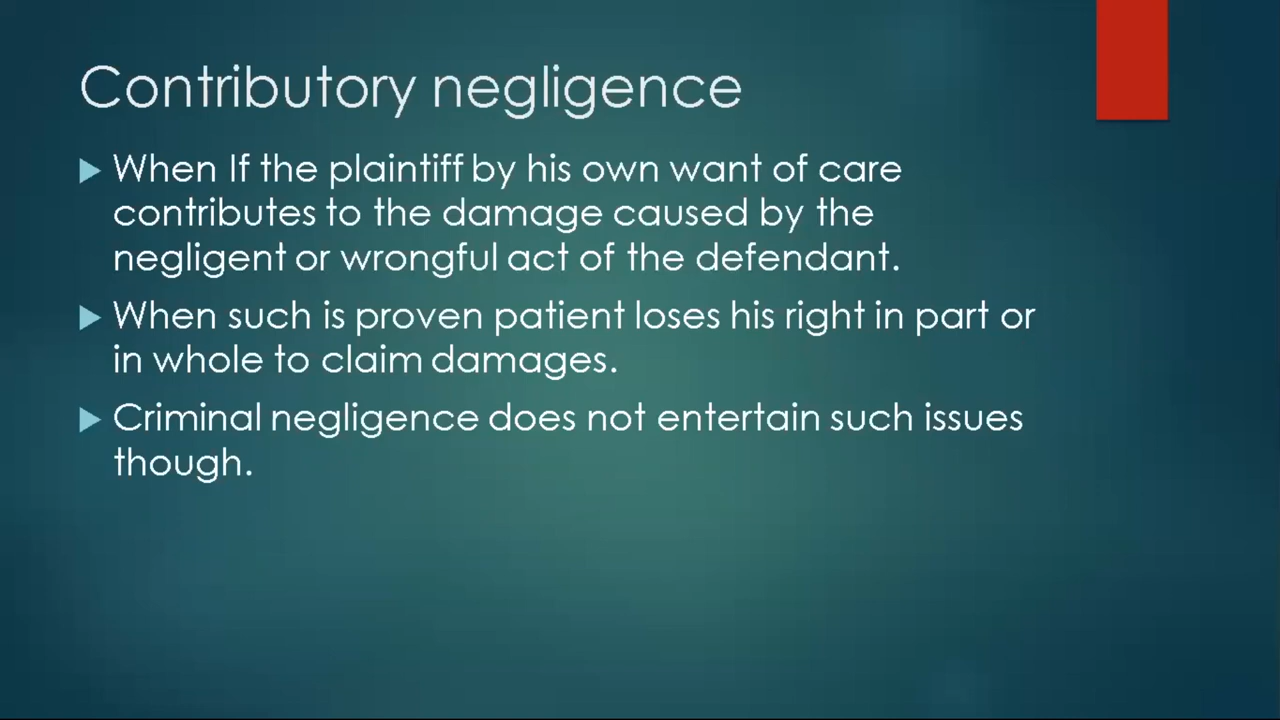 Contributory negligence
When If the plaintiff by his own want of care
contributes to the damage caused by the
negligent or wrongful act of the defendant.
When such is proven patient loses his right in part or
in whole to claim damages.
Criminal negligence does not entertain such issues
though.